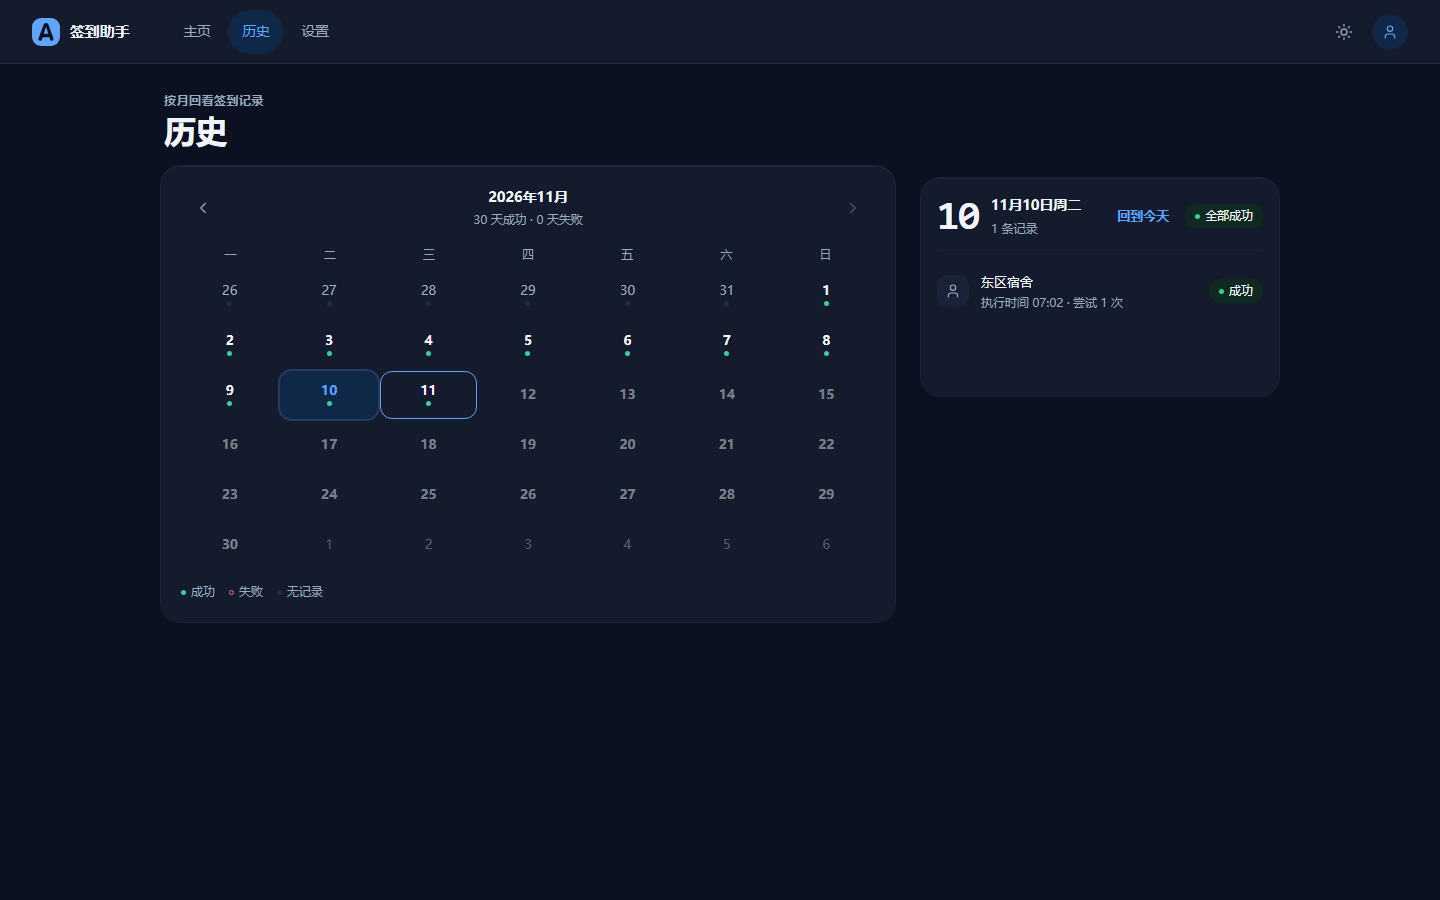 A 签到助手 主页 历史 设置
按月回看签到记录
历史
2026年11月
30 天成功 · 0 天失败
一 二 三 四 五 六 日
26 27 28 29 30 31 1
2 3 4 5 6 7 8
9 10 11 12 13 14 15
16 17 18 19 20 21 22
23 24 25 26 27 28 29
30 1 2 3 4 5 6
成功 失败 无记录
10 11月10日周二 回到今天 全部成功
1 条记录
东区宿舍 成功
执行时间 07:02 · 尝试 1 次